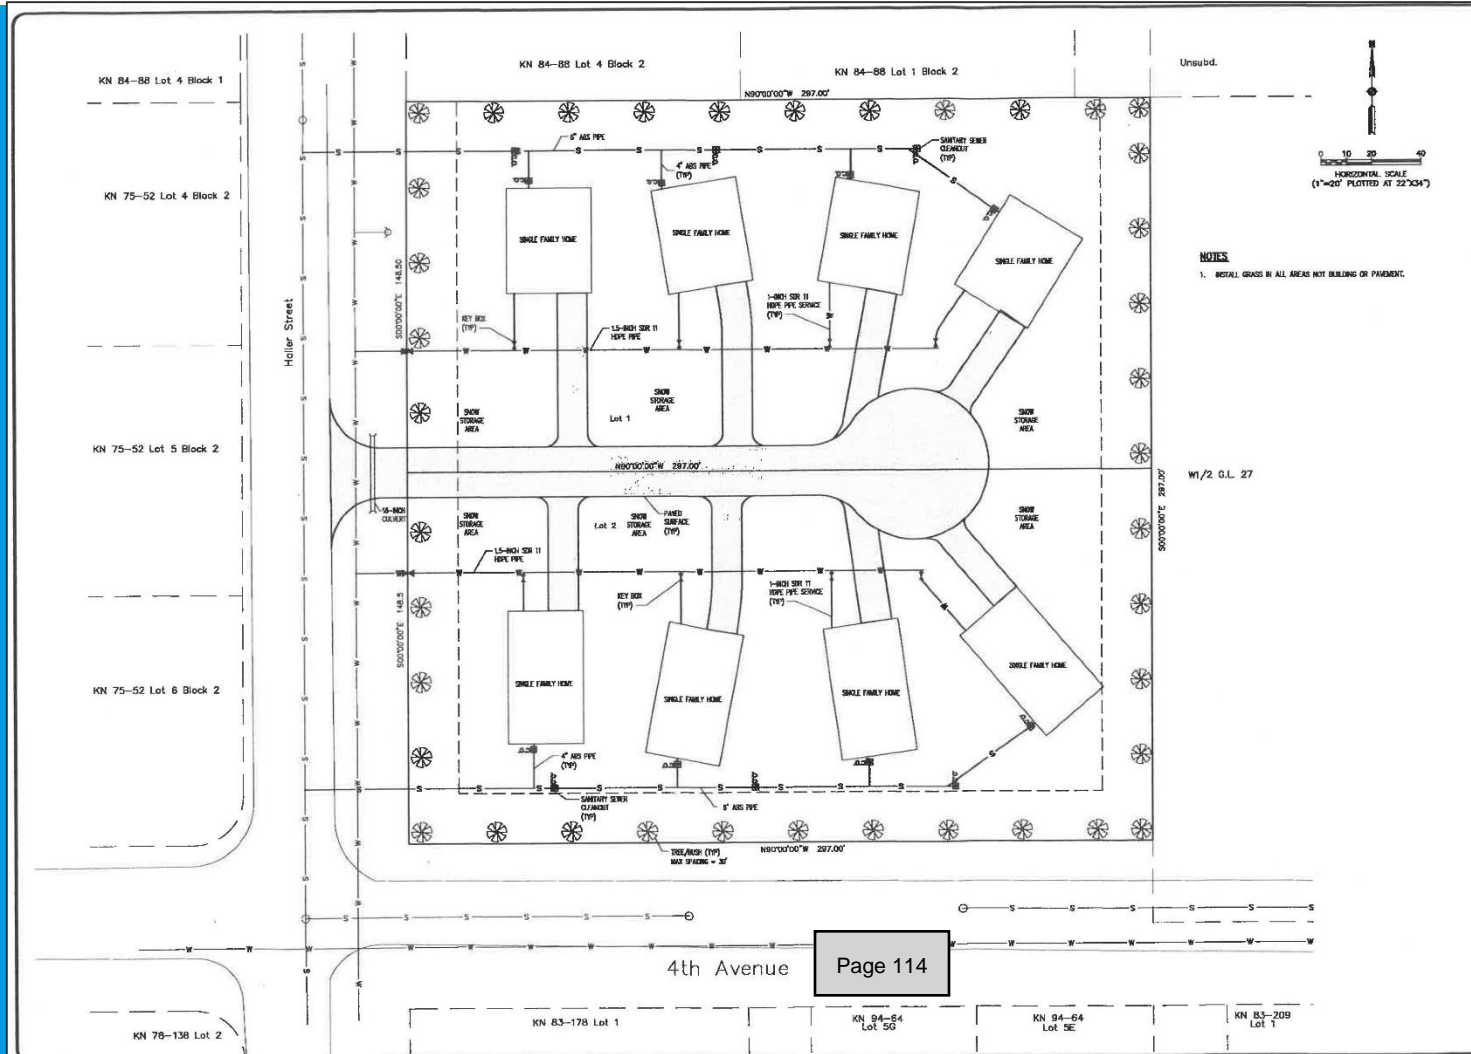 KN 84-88 Lot 4 Block 1
KN 84-88 Lot 4 Block 2
KN 84-88 Lot 1 Block 2
Unsubd.
N
N90°00'00"W 297.00'
0 10 20 40
HORIZONTAL SCALE
(1"=20' PLOTTED AT 22"X34")
6" ABS PIPE
4" ABS PIPE
(TYP)
SANITARY SEWER
CLEANOUT
(TYP)
KN 75-52 Lot 4 Block 2
SINGLE FAMILY HOME
SINGLE FAMILY HOME
SINGLE FAMILY HOME
SINGLE FAMILY HOME
NOTES
1. INSTALL GRASS IN ALL AREAS NOT BUILDING OR PAVEMENT.
S00°00'00"E 148.50
Haller Street
KEY BOX
(TYP)
1.5-INCH SDR 11
HDPE PIPE
1-INCH SDR 11
HDPE PIPE SERVICE
(TYP)
SNOW
STORAGE
AREA
SNOW
STORAGE
AREA
Lot 1
SNOW
STORAGE
AREA
KN 75-52 Lot 5 Block 2
N90°00'00"W 297.00'
W1/2 G.L. 27
S00°00'00"E 297.00'
18-INCH
CULVERT
SNOW
STORAGE
AREA
Lot 2
SNOW
STORAGE
AREA
PAVED
SURFACE
(TYP)
SNOW
STORAGE
AREA
1.5-INCH SDR 11
HDPE PIPE
KEY BOX
(TYP)
1-INCH SDR 11
HDPE PIPE SERVICE
(TYP)
S00°00'00"E 148.5
KN 75-52 Lot 6 Block 2
SINGLE FAMILY HOME
SINGLE FAMILY HOME
SINGLE FAMILY HOME
SINGLE FAMILY HOME
4" ABS PIPE
(TYP)
SANITARY SEWER
CLEANOUT
(TYP)
6" ABS PIPE
TREE/BUSH (TYP)
MAX SPACING = 30'
N90°00'00"W 297.00'
4th Avenue
Page 114
KN 76-138 Lot 2
KN 83-178 Lot 1
KN 94-64
Lot 5G
KN 94-64
Lot 5E
KN 83-209
Lot 1